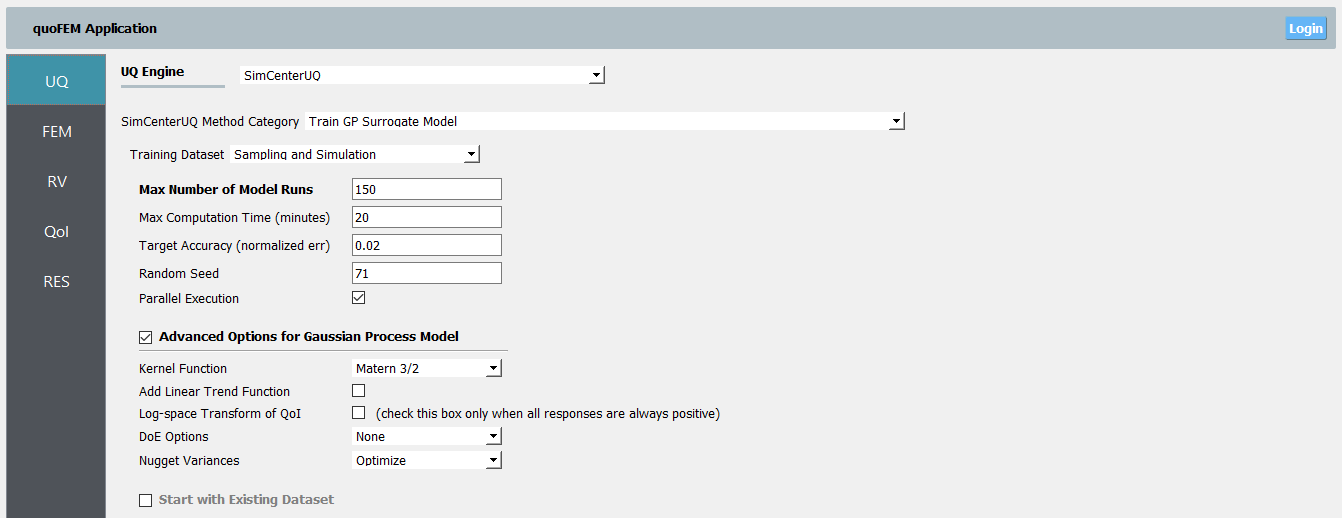 quoFEM Application
Login
UQ
FEM
RV
QoI
RES
UQ Engine SimCenterUQ
SimCenterUQ Method Category Train GP Surrogate Model
Training Dataset Sampling and Simulation
Max Number of Model Runs 150
Max Computation Time (minutes) 20
Target Accuracy (normalized err) 0.02
Random Seed 71
Parallel Execution
Advanced Options for Gaussian Process Model
Kernel Function Matern 3/2
Add Linear Trend Function
Log-space Transform of QoI (check this box only when all responses are always positive)
DoE Options None
Nugget Variances Optimize
Start with Existing Dataset